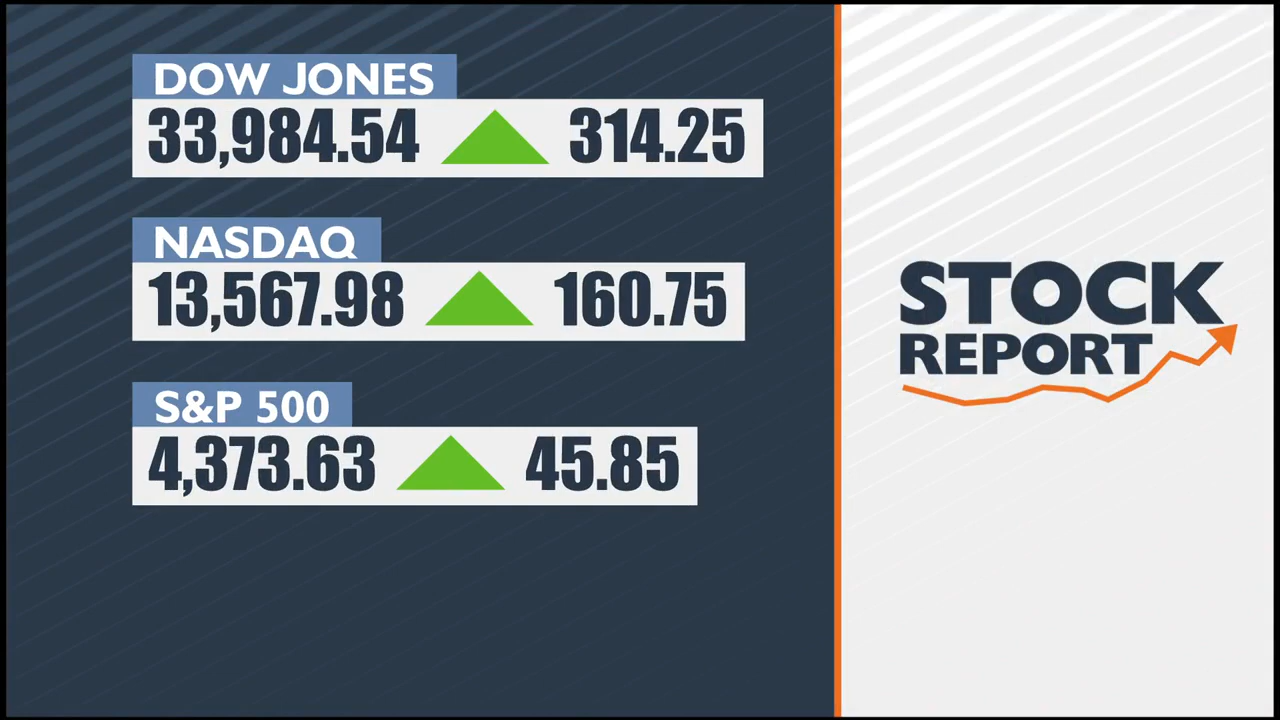 DOW JONES
33,984.54 314.25
NASDAQ
13,567.98 160.75
S&P 500
4,373.63 45.85
STOCK
REPORT